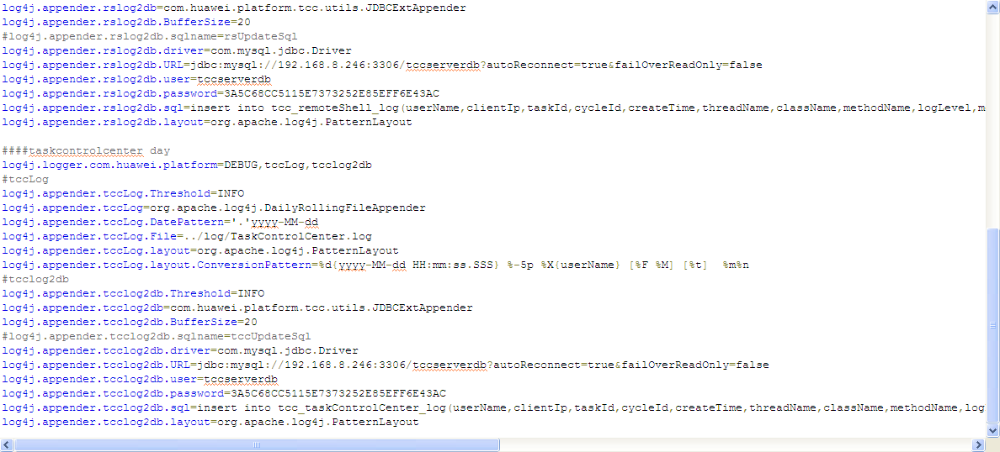 log4j.appender.rslog2db=com.huawei.platform.tcc.utils.JDBCExtAppender
log4j.appender.rslog2db.BufferSize=20
#log4j.appender.rslog2db.sqlname=rsUpdateSql
log4j.appender.rslog2db.driver=com.mysql.jdbc.Driver
log4j.appender.rslog2db.URL=jdbc:mysql://192.168.8.246:3306/tccserverdb?autoReconnect=true&failOverReadOnly=false
log4j.appender.rslog2db.user=tccserverdb
log4j.appender.rslog2db.password=3A5C68CC5115E7373252E85EFF6E43AC
log4j.appender.rslog2db.sql=insert into tcc_remoteShell_log(userName,clientIp,taskId,cycleId,createTime,threadName,className,methodName,logLevel,m
log4j.appender.rslog2db.layout=org.apache.log4j.PatternLayout
####taskcontrolcenter day
log4j.logger.com.huawei.platform=DEBUG,tccLog,tcclog2db
#tccLog
log4j.appender.tccLog.Threshold=INFO
log4j.appender.tccLog=org.apache.log4j.DailyRollingFileAppender
log4j.appender.tccLog.DatePattern='.'yyyy-MM-dd
log4j.appender.tccLog.File=../log/TaskControlCenter.log
log4j.appender.tccLog.layout=org.apache.log4j.PatternLayout
log4j.appender.tccLog.layout.ConversionPattern=%d{yyyy-MM-dd HH:mm:ss.SSS} %-5p %X{userName} [%F %M] [%t]  %m%n
#tcclog2db
log4j.appender.tcclog2db.Threshold=INFO
log4j.appender.tcclog2db=com.huawei.platform.tcc.utils.JDBCExtAppender
log4j.appender.tcclog2db.BufferSize=20
#log4j.appender.tcclog2db.sqlname=tccUpdateSql
log4j.appender.tcclog2db.driver=com.mysql.jdbc.Driver
log4j.appender.tcclog2db.URL=jdbc:mysql://192.168.8.246:3306/tccserverdb?autoReconnect=true&failOverReadOnly=false
log4j.appender.tcclog2db.user=tccserverdb
log4j.appender.tcclog2db.password=3A5C68CC5115E7373252E85EFF6E43AC
log4j.appender.tcclog2db.sql=insert into tcc_taskControlCenter_log(userName,clientIp,taskId,cycleId,createTime,threadName,className,methodName,log
log4j.appender.tcclog2db.layout=org.apache.log4j.PatternLayout